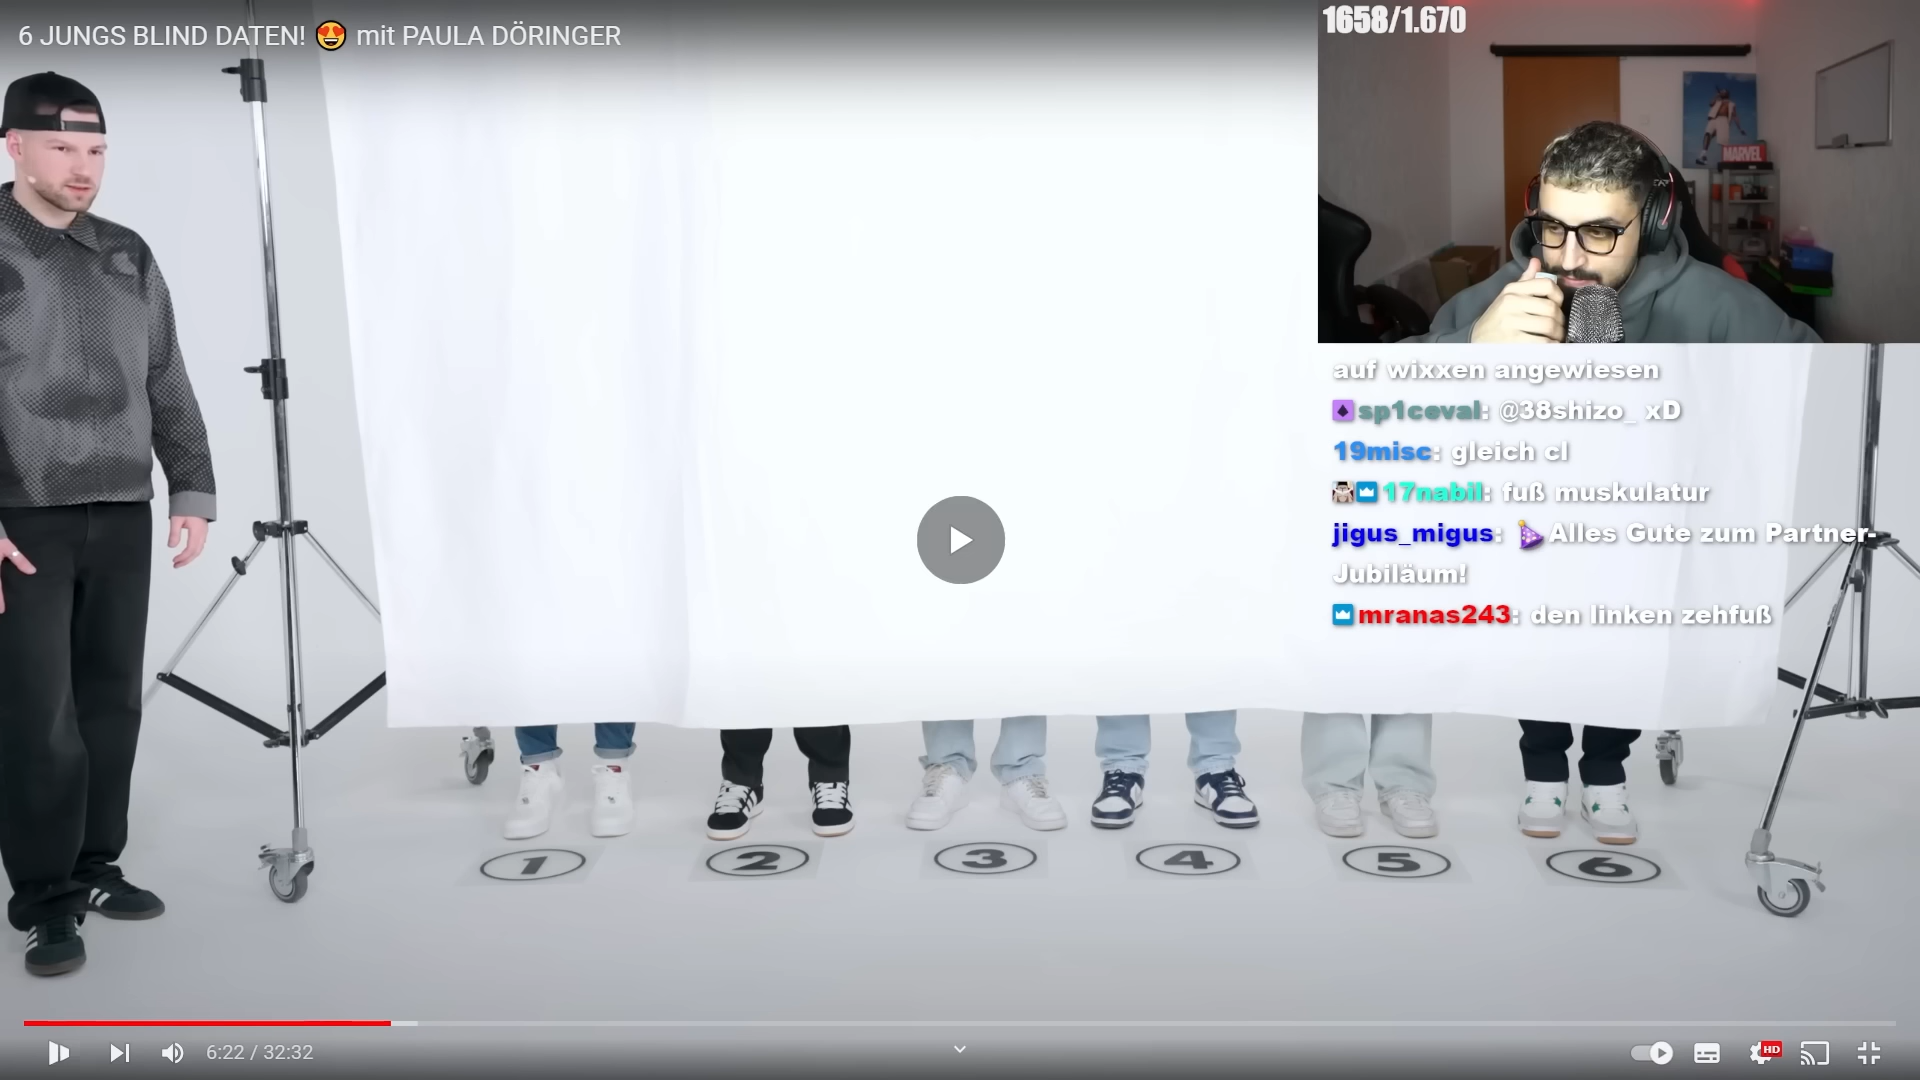 6 JUNGS BLIND DATEN! 😍 mit PAULA DÖRINGER
1658/1.670
MARVEL
auf wixxen angewiesen
sp1ceval: @38shizo_ xD
19misc: gleich cl
17nabil: fuß muskulatur
jigus_migus: Alles Gute zum Partner-
Jubiläum!
mranas243: den linken zehfuß
1 2 3 4 5 6
6:22 / 32:32
HD